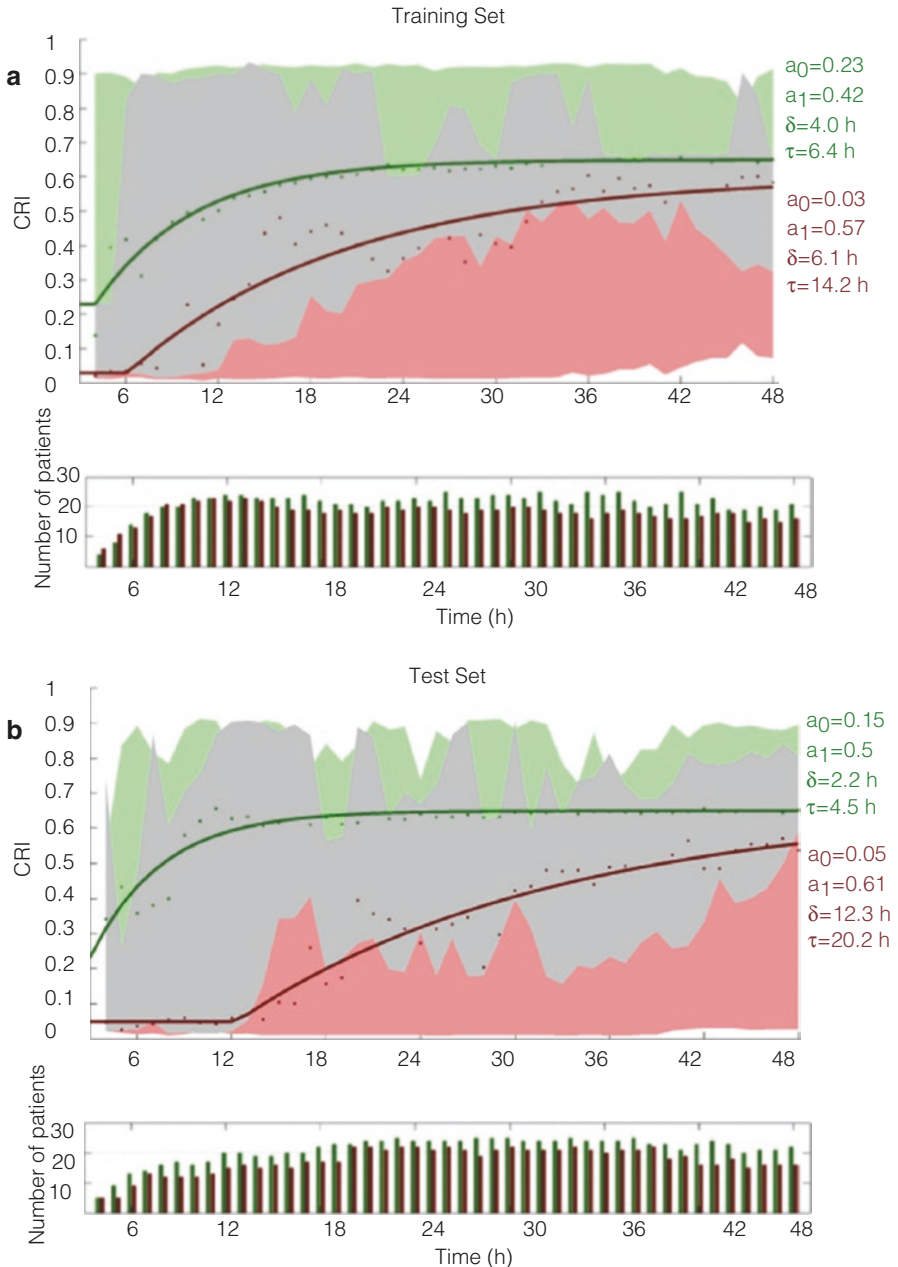 Training Set
a
1
0.9
0.8
0.7
0.6
0.5
0.4
0.3
0.2
0.1
0
CRI
6 12 18 24 30 36 42 48
a0=0.23
a1=0.42
δ=4.0 h
τ=6.4 h
a0=0.03
a1=0.57
δ=6.1 h
τ=14.2 h
Number of patients
30
20
10
6 12 18 24 30 36 42 48
Time (h)
Test Set
b
1
0.9
0.8
0.7
0.6
0.5
0.4
0.3
0.2
0.1
0
CRI
6 12 18 24 30 36 42 48
a0=0.15
a1=0.5
δ=2.2 h
τ=4.5 h
a0=0.05
a1=0.61
δ=12.3 h
τ=20.2 h
Number of patients
30
20
10
6 12 18 24 30 36 42 48
Time (h)